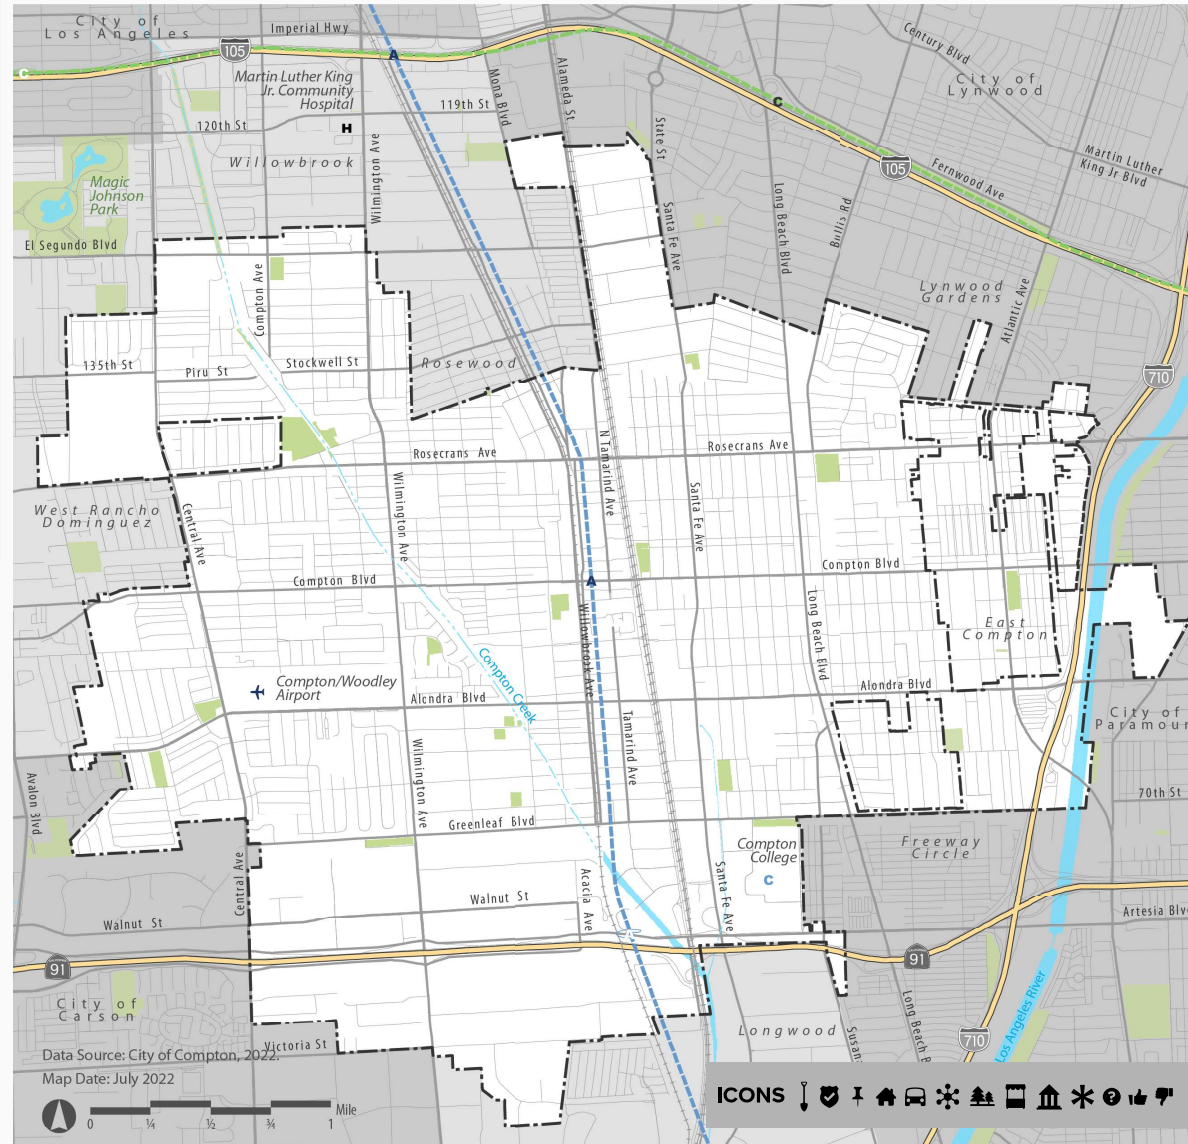 City of
Los Angeles
Imperial Hwy
105
A
C
Century Blvd
City of
Lynwood
Martin Luther King
Jr. Community
Hospital
H
Mona Blvd
Alameda St
119th St
120th St
Willowbrook
Wilmington Ave
State St
C
105
Fernwood Ave
Martin Luther
King Jr Blvd
Magic
Johnson
Park
El Segundo Blvd
Compton Ave
Santa Fe Ave
Long Beach Blvd
Bullis Rd
Lynwood
Gardens
Atlantic Ave
135th St
Piru St
Stockwell St
Rosewood
710
Rosecrans Ave
N Tamarind Ave
Rosecrans Ave
West Rancho
Dominguez
Central Ave
Wilmington Ave
Santa Fe Ave
Compton Blvd
A
Conpton Blvd
Willowbrook Ave
Long Beach Elvd
East
Compton
Compton Creek
Compton/Woodley
Airport
Alcndra Blvd
Alondra Blvd
City of
Paramoun
Avalon 3lvd
Wilmington Ave
Tamarind Ave
70th St
Greenleaf Blvd
Compton
College
C
Freeway
Circle
Central Ave
Walnut St
Walnut St
Acacia Ave
Santa Fe Ave
Artesia Blv
91
91
City of
Carson
Long Beach B
Los Angeles River
Longwood
Susan
710
Victoria St
Data Source: City of Compton, 2022.
Map Date: July 2022
Mile
0 ¼ ½ ¾ 1
ICONS